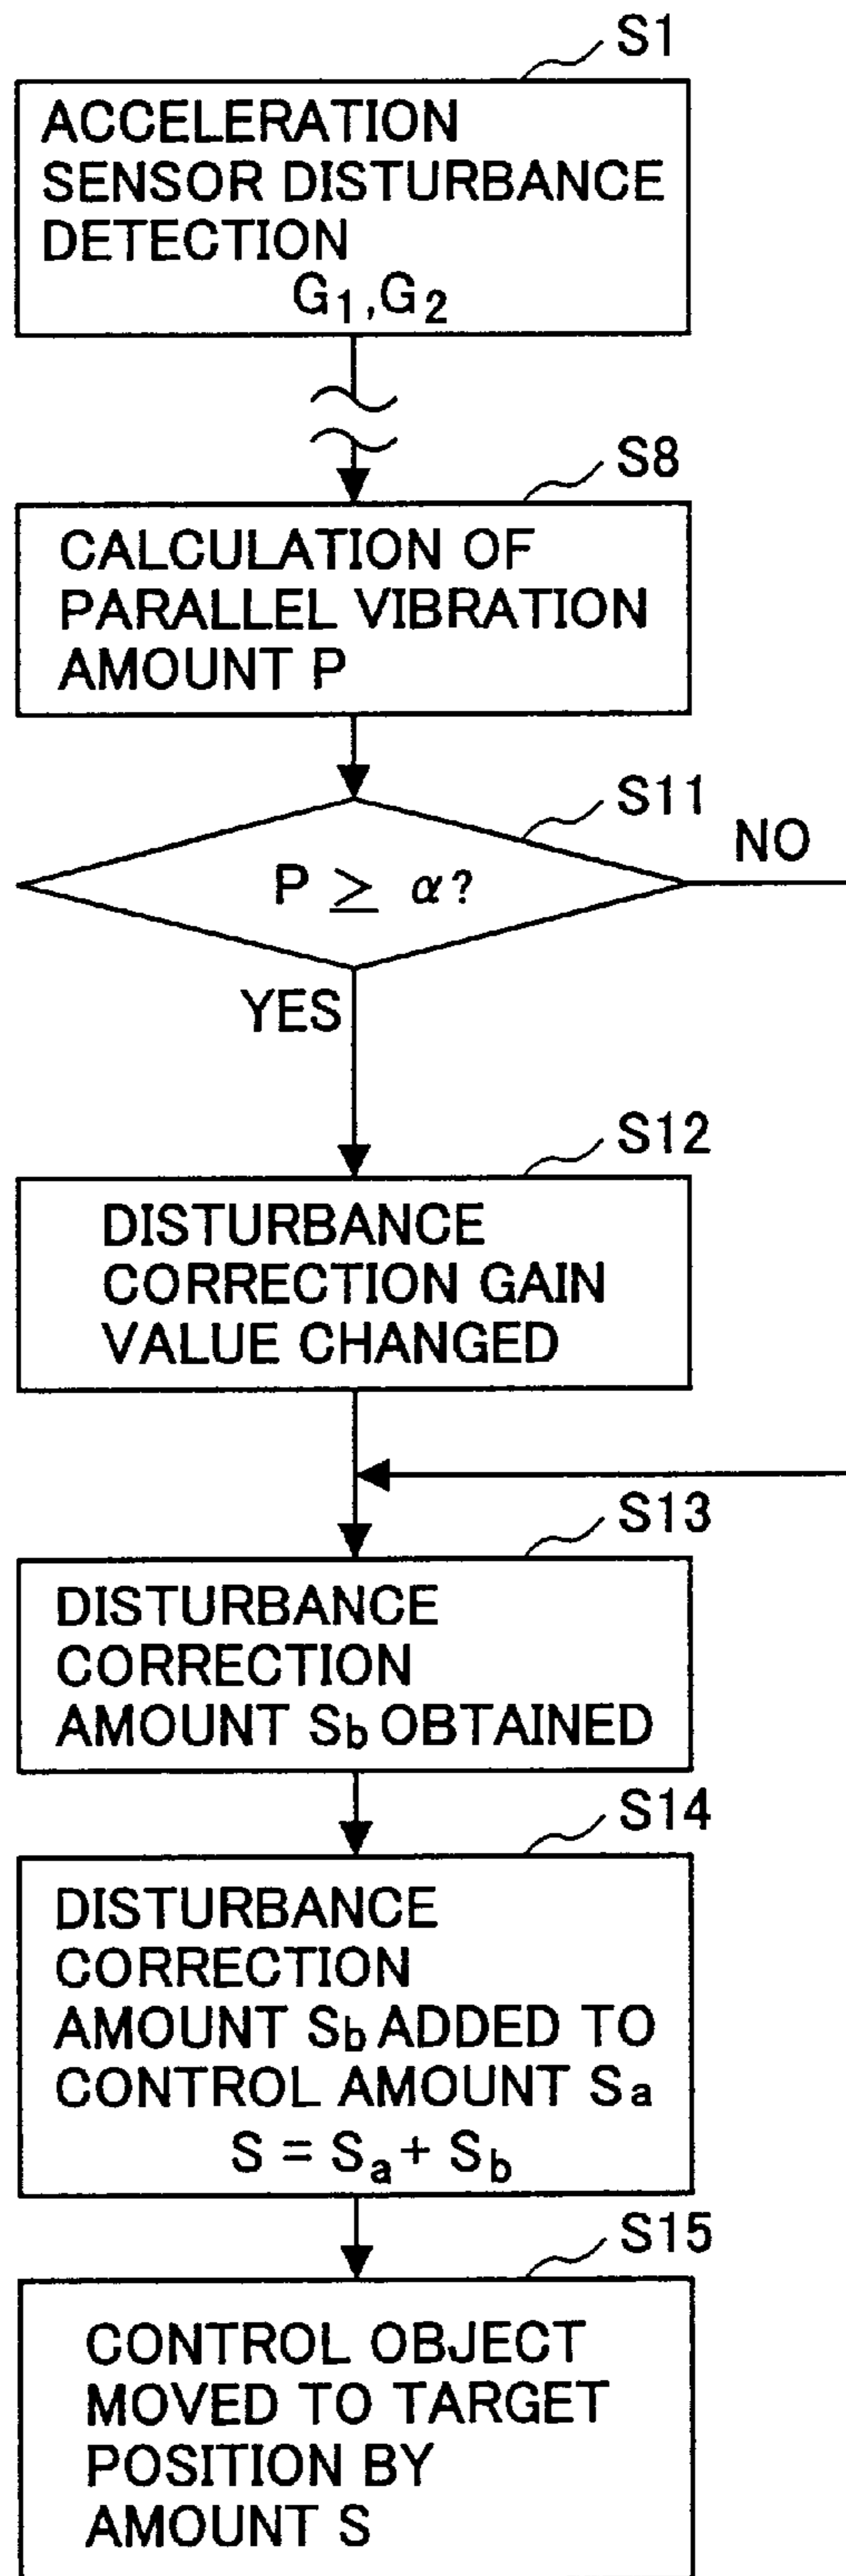 S1
ACCELERATION
SENSOR DISTURBANCE
DETECTION
G1,G2
S8
CALCULATION OF
PARALLEL VIBRATION
AMOUNT P
S11
NO
P ≥ α?
YES
S12
DISTURBANCE
CORRECTION GAIN
VALUE CHANGED
S13
DISTURBANCE
CORRECTION
AMOUNT Sb OBTAINED
S14
DISTURBANCE
CORRECTION
AMOUNT Sb ADDED TO
CONTROL AMOUNT Sa
S = Sa + Sb
S15
CONTROL OBJECT
MOVED TO TARGET
POSITION BY
AMOUNT S